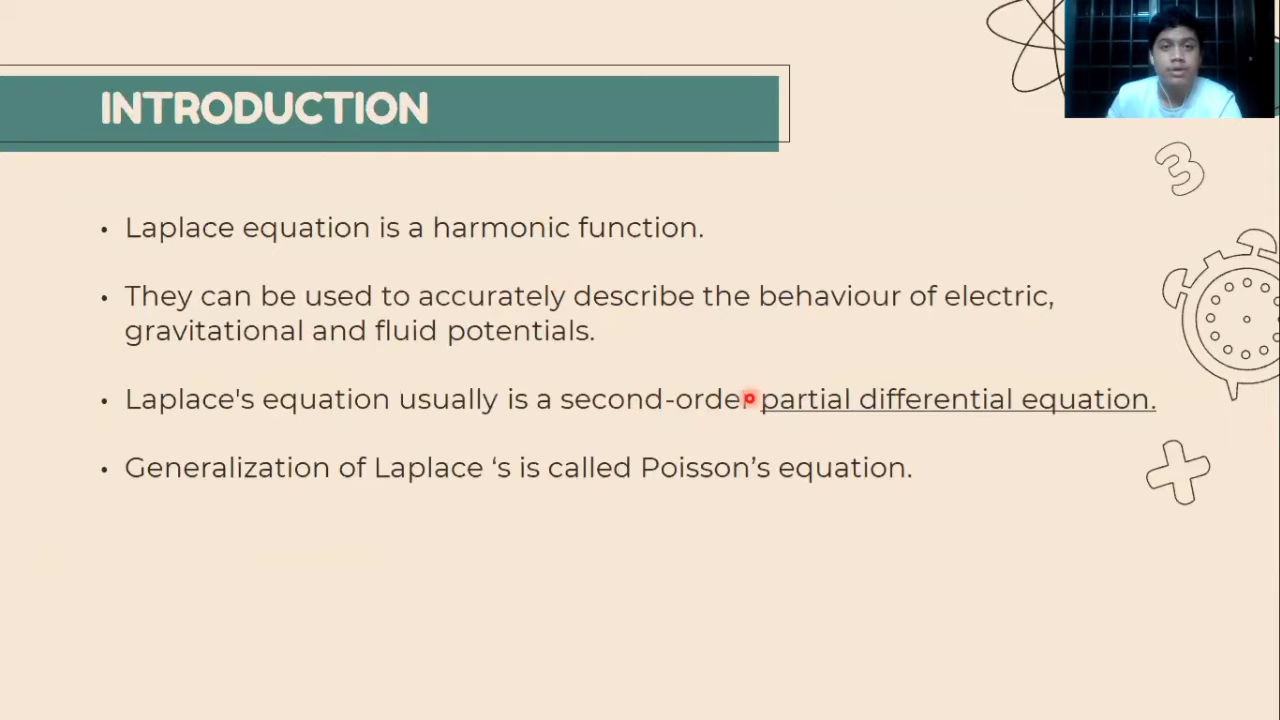 INTRODUCTION
3
• Laplace equation is a harmonic function.
• They can be used to accurately describe the behaviour of electric,
gravitational and fluid potentials.
• Laplace's equation usually is a second-order partial differential equation.
• Generalization of Laplace ‘s is called Poisson’s equation.